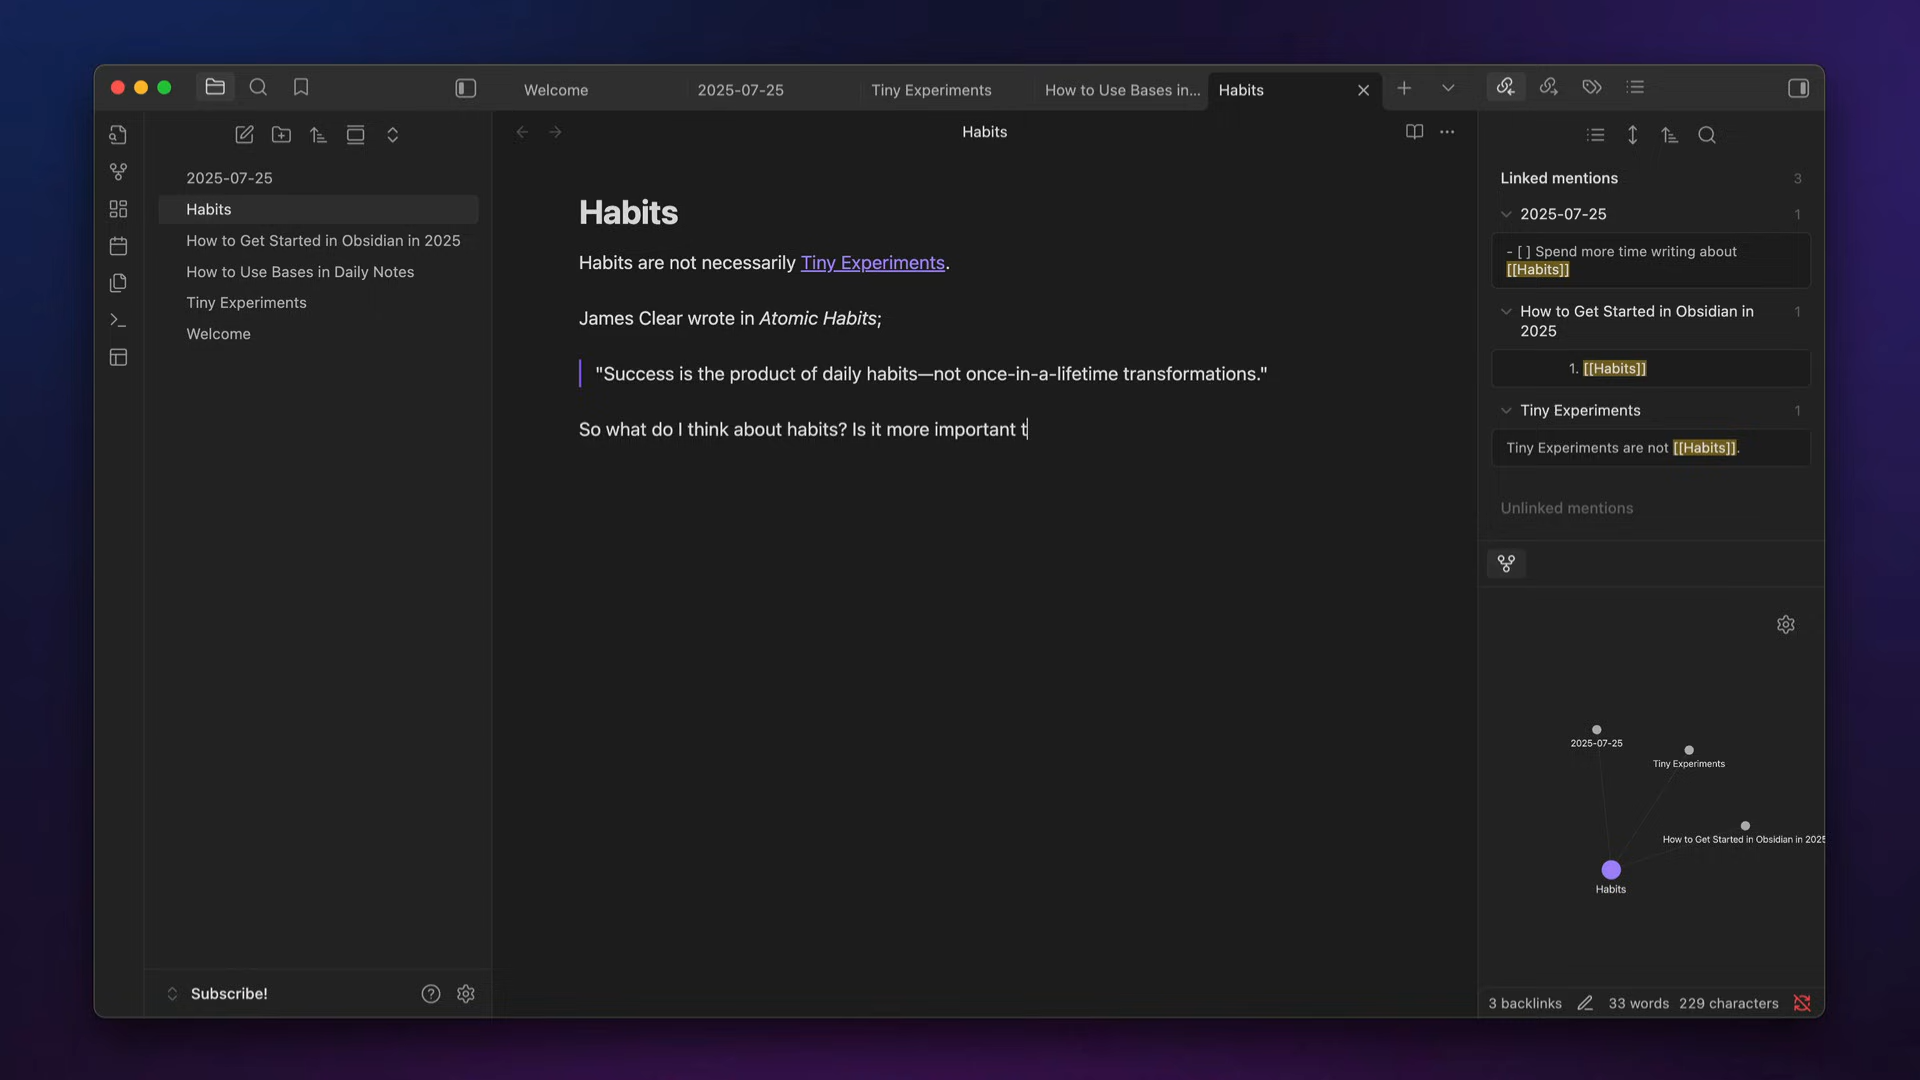 Welcome
2025-07-25
Tiny Experiments
How to Use Bases in...
Habits
2025-07-25
Habits
How to Get Started in Obsidian in 2025
How to Use Bases in Daily Notes
Tiny Experiments
Welcome
Subscribe!
Habits
Habits
Habits are not necessarily Tiny Experiments.
James Clear wrote in Atomic Habits;
"Success is the product of daily habits—not once-in-a-lifetime transformations."
So what do I think about habits? Is it more important t
Linked mentions 3
2025-07-25 1
- [ ] Spend more time writing about
[[Habits]]
How to Get Started in Obsidian in 1
2025
1. [[Habits]]
Tiny Experiments 1
Tiny Experiments are not [[Habits]].
Unlinked mentions
2025-07-25
Tiny Experiments
How to Get Started in Obsidian in 2025
Habits
3 backlinks 33 words 229 characters